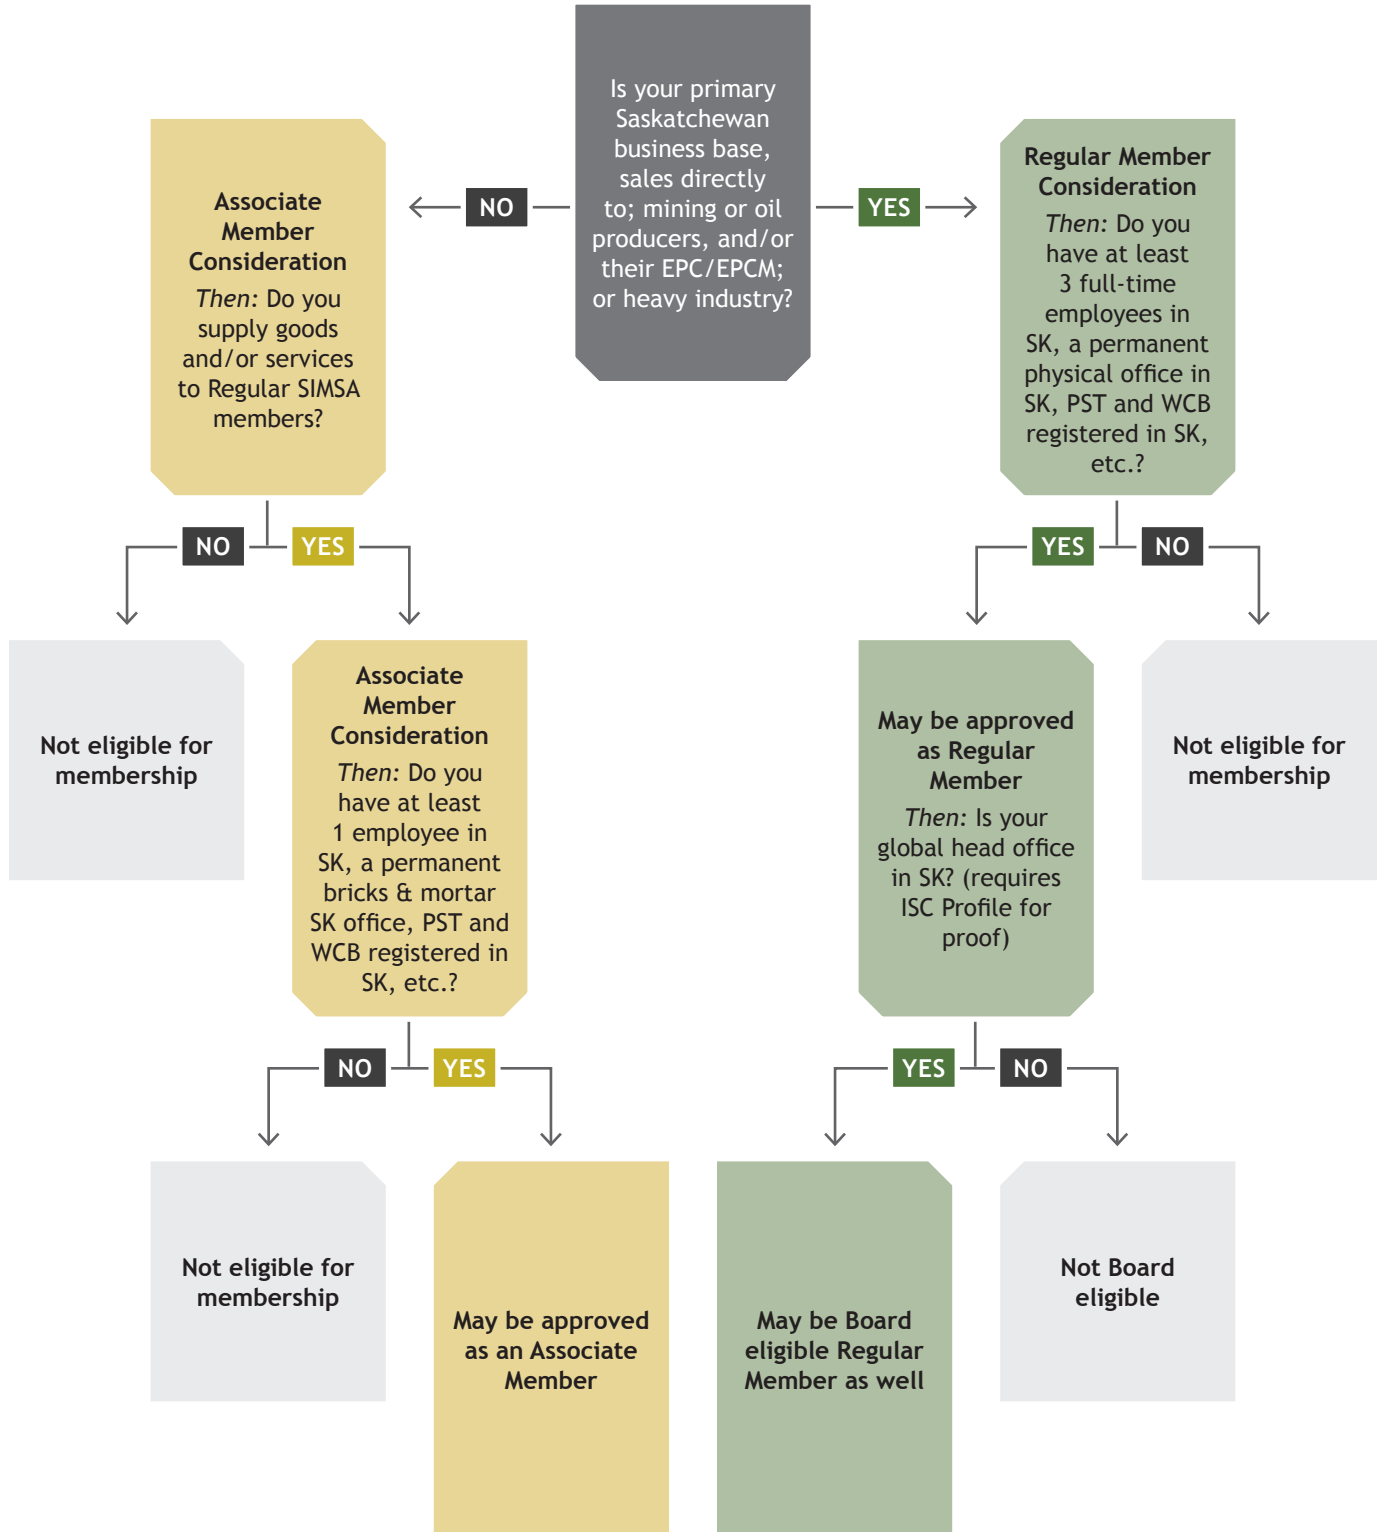 Is your primary
Saskatchewan
business base,
sales directly
to; mining or oil
producers, and/or
their EPC/EPCM;
or heavy industry?
NO
YES
Associate
Member
Consideration
Then: Do you
supply goods
and/or services
to Regular SIMSA
members?
Regular Member
Consideration
Then: Do you
have at least
3 full-time
employees in
SK, a permanent
physical office in
SK, PST and WCB
registered in SK,
etc.?
NO
YES
YES
NO
Not eligible for
membership
Associate
Member
Consideration
Then: Do you
have at least
1 employee in
SK, a permanent
bricks & mortar
SK office, PST and
WCB registered in
SK, etc.?
May be approved
as Regular
Member
Then: Is your
global head office
in SK? (requires
ISC Profile for
proof)
Not eligible for
membership
NO
YES
YES
NO
Not eligible for
membership
May be approved
as an Associate
Member
May be Board
eligible Regular
Member as well
Not Board
eligible